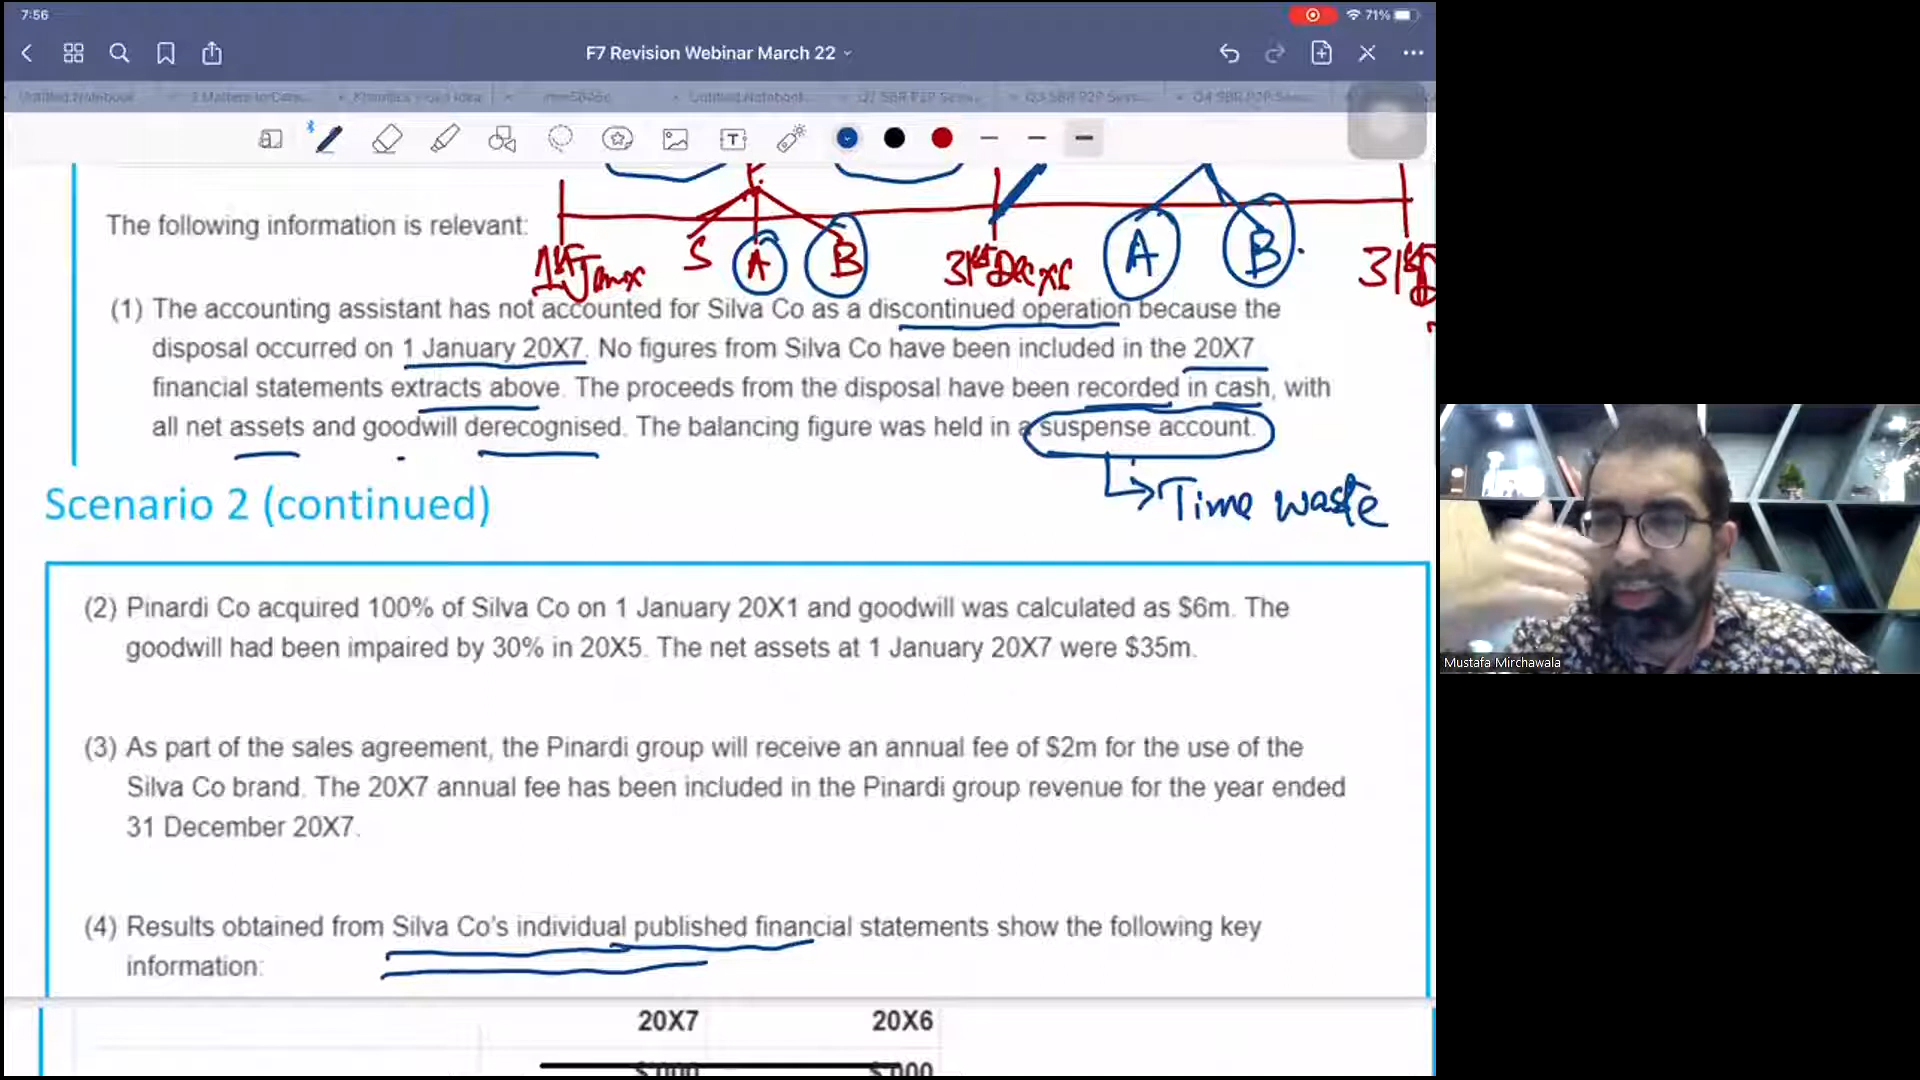 7:56
71%
F7 Revision Webinar March 22
Untitled Notebook
Untitled Notebook
S
A
B
A
B
The following information is relevant:
1st Jan
31st Dec
31st
(1) The accounting assistant has not accounted for Silva Co as a discontinued operation because the
disposal occurred on 1 January 20X7. No figures from Silva Co have been included in the 20X7
financial statements extracts above. The proceeds from the disposal have been recorded in cash, with
all net assets and goodwill derecognised. The balancing figure was held in a suspense account.
Time waste
Scenario 2 (continued)
(2) Pinardi Co acquired 100% of Silva Co on 1 January 20X1 and goodwill was calculated as $6m. The
goodwill had been impaired by 30% in 20X5. The net assets at 1 January 20X7 were $35m.
(3) As part of the sales agreement, the Pinardi group will receive an annual fee of $2m for the use of the
Silva Co brand. The 20X7 annual fee has been included in the Pinardi group revenue for the year ended
31 December 20X7.
(4) Results obtained from Silva Co's individual published financial statements show the following key
information:
20X7 20X6
$'000 $'000
Mustafa Mirchawala